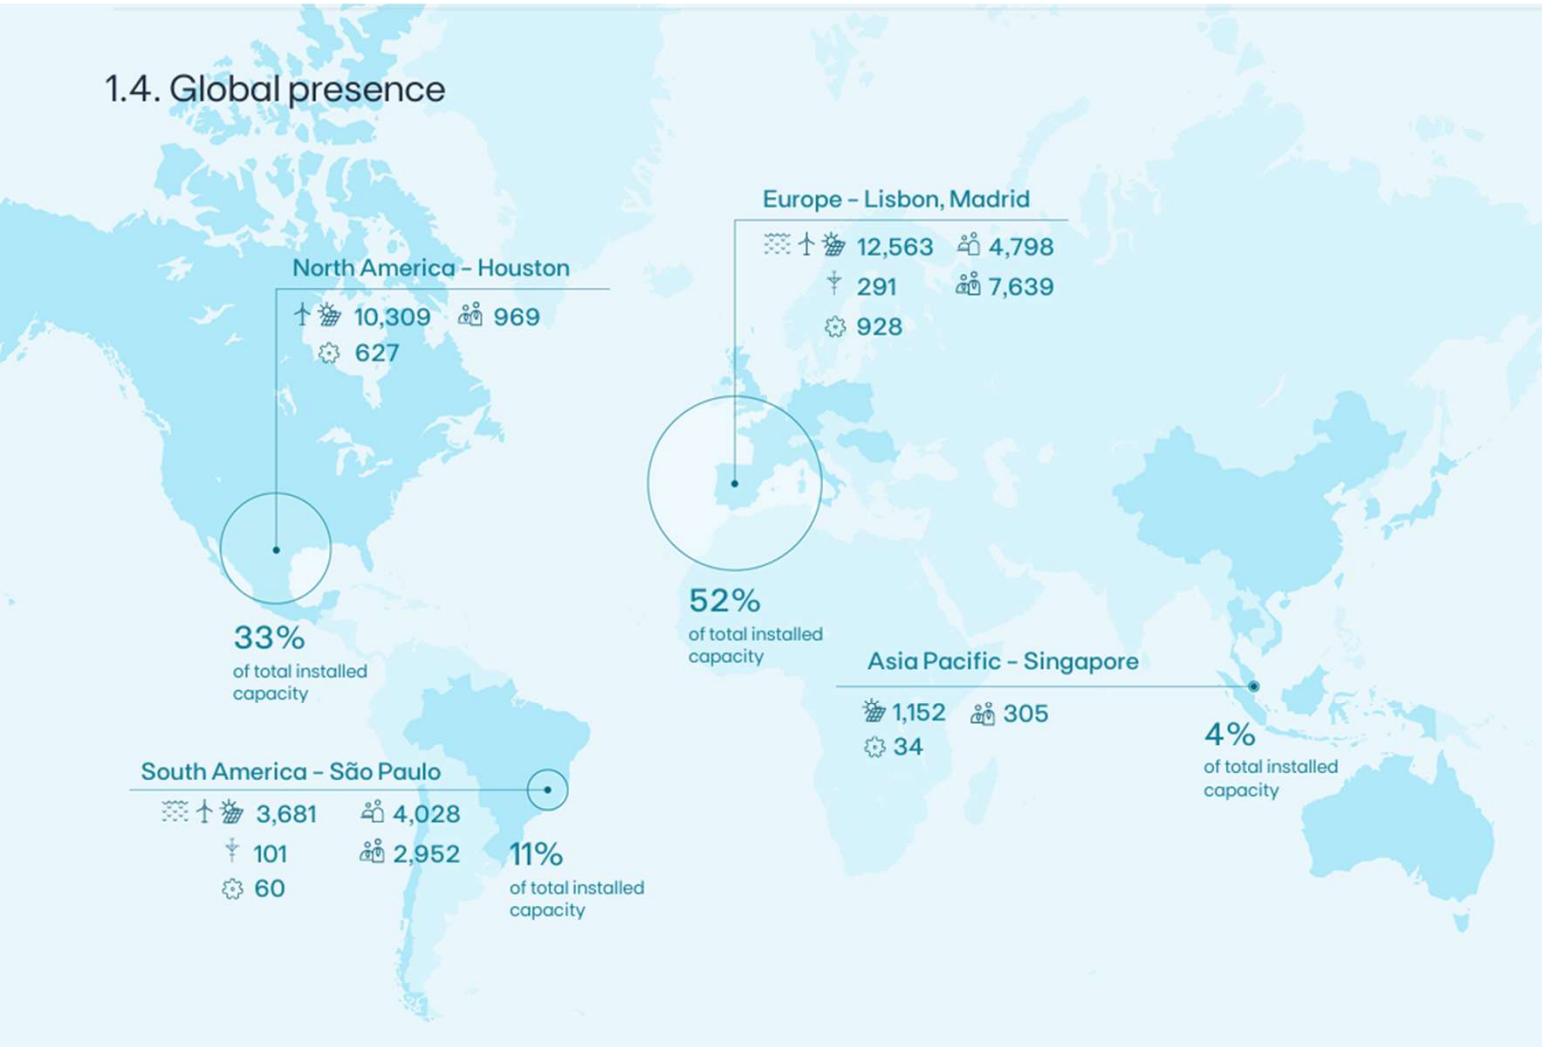 1.4. Global presence
Europe – Lisbon, Madrid
12,563 4,798
291 7,639
928
North America – Houston
10,309 969
627
52%
of total installed
capacity
33%
of total installed
capacity
Asia Pacific – Singapore
1,152 305
34
4%
of total installed
capacity
South America – São Paulo
3,681 4,028
101 2,952
60
11%
of total installed
capacity